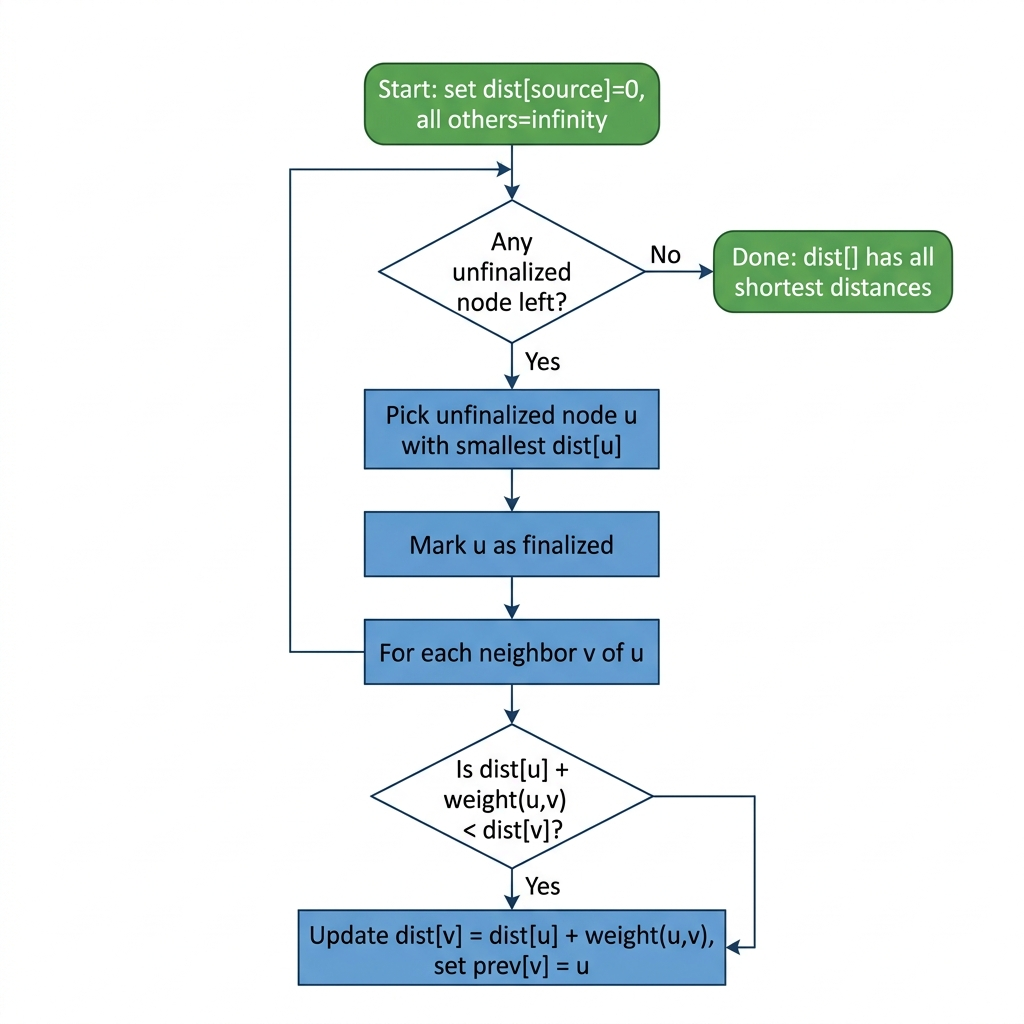 Start: set dist[source]=0,
all others=infinity
Any
unfinalized
node left?
No
Done: dist[] has all
shortest distances
Yes
Pick unfinalized node u
with smallest dist[u]
Mark u as finalized
For each neighbor v of u
Is dist[u] +
weight(u,v)
< dist[v]?
Yes
Update dist[v] = dist[u] + weight(u,v),
set prev[v] = u